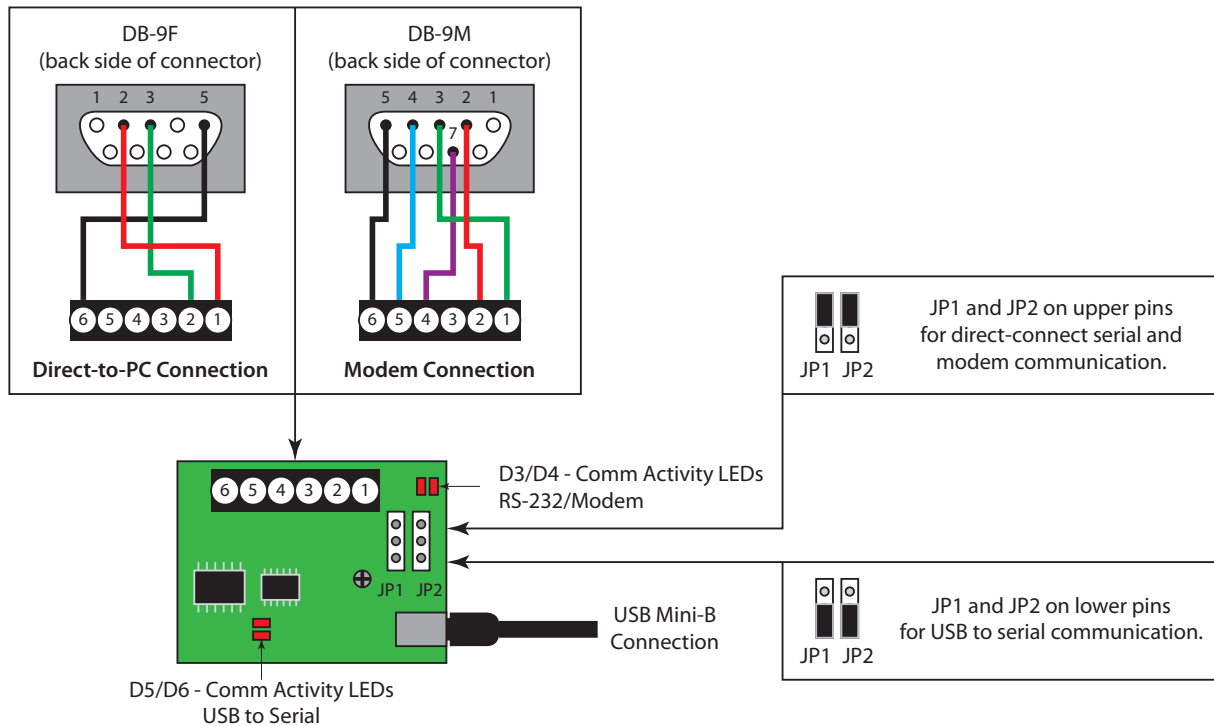 DB-9F
(back side of connector)
1 2 3 5
6 5 4 3 2 1
Direct-to-PC Connection
DB-9M
(back side of connector)
5 4 3 2 1
7
6 5 4 3 2 1
Modem Connection
JP1 JP2
JP1 and JP2 on upper pins
for direct-connect serial and
modem communication.
6 5 4 3 2 1
D3/D4 - Comm Activity LEDs
RS-232/Modem
JP1 JP2
USB Mini-B
Connection
JP1 JP2
JP1 and JP2 on lower pins
for USB to serial communication.
D5/D6 - Comm Activity LEDs
USB to Serial